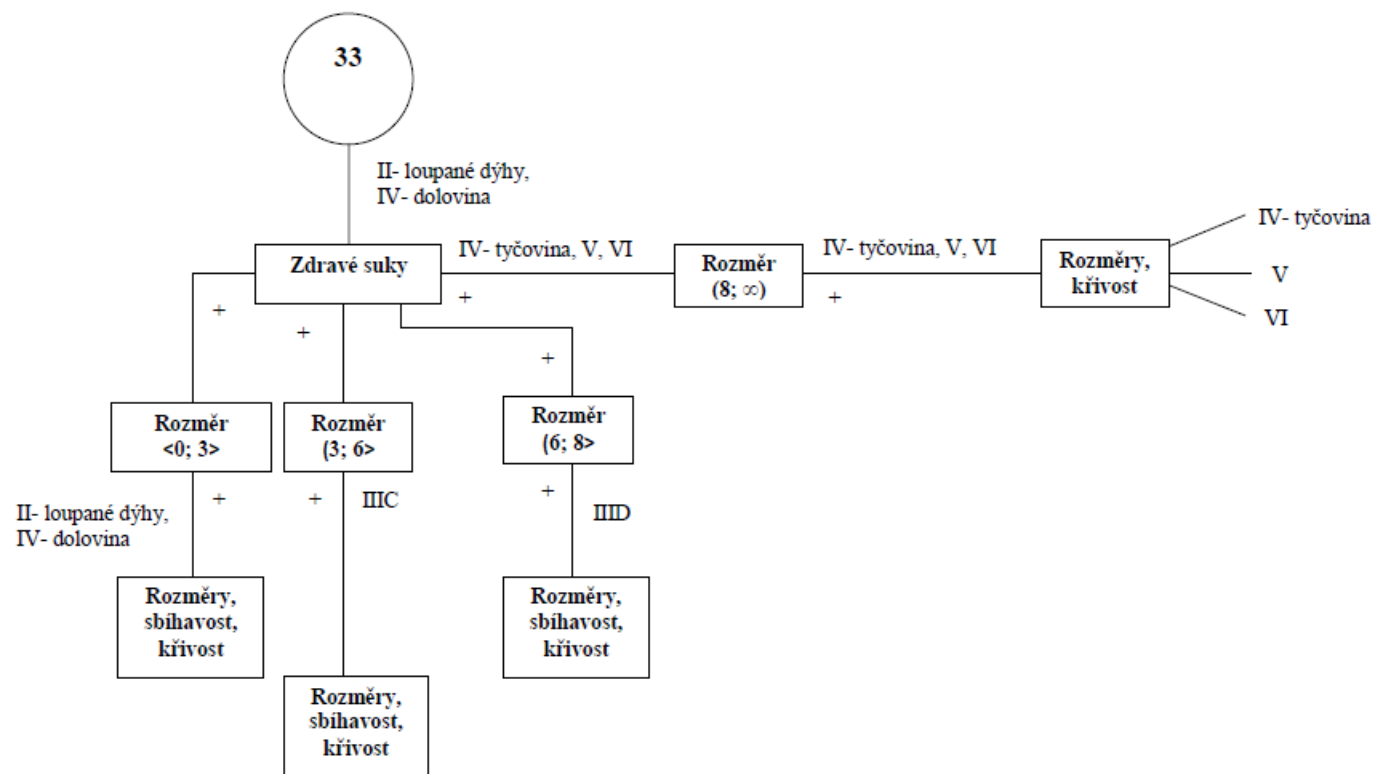 33
II- loupané dýhy,
IV- dolovina
Zdravé suky
IV- tyčovina, V, VI
+
Rozměr
(8; ∞)
IV- tyčovina, V, VI
+
Rozměry,
křivost
IV- tyčovina
V
VI
+
+
+
Rozměr
<0; 3>
Rozměr
(3; 6>
Rozměr
(6; 8>
+
II- loupané dýhy,
IV- dolovina
+
IIIC
+
IIID
Rozměry,
sbíhavost,
křivost
Rozměry,
sbíhavost,
křivost
Rozměry,
sbíhavost,
křivost